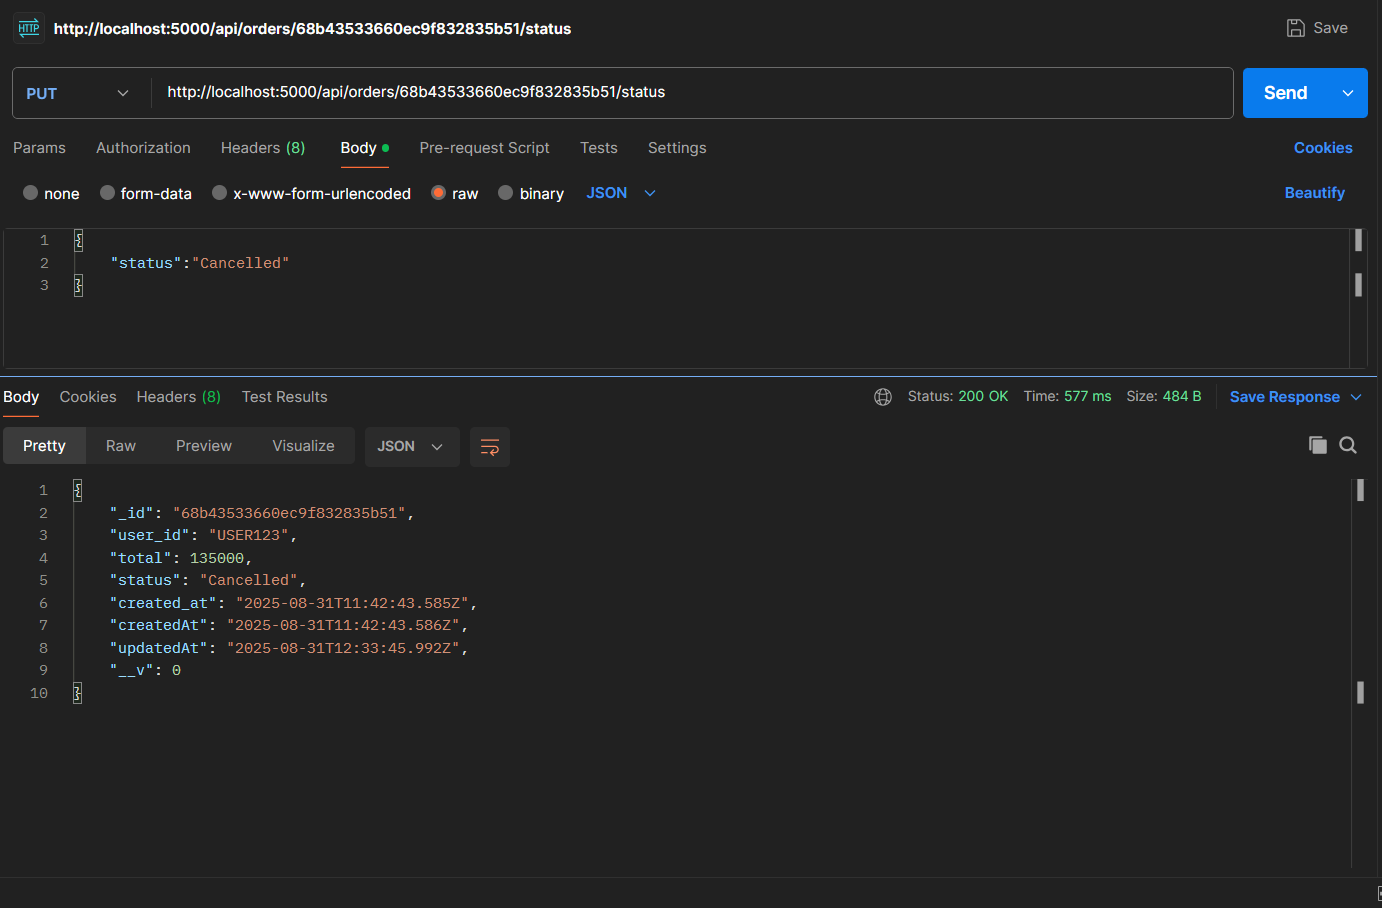 HTTP http://localhost:5000/api/orders/68b43533660ec9f832835b51/status Save
PUT http://localhost:5000/api/orders/68b43533660ec9f832835b51/status Send
Params Authorization Headers (8) Body Pre-request Script Tests Settings Cookies
none form-data x-www-form-urlencoded raw binary JSON Beautify
1 {
2 "status":"Cancelled"
3 }
Body Cookies Headers (8) Test Results Status: 200 OK Time: 577 ms Size: 484 B Save Response
Pretty Raw Preview Visualize JSON
1 {
2 "_id": "68b43533660ec9f832835b51",
3 "user_id": "USER123",
4 "total": 135000,
5 "status": "Cancelled",
6 "created_at": "2025-08-31T11:42:43.585Z",
7 "createdAt": "2025-08-31T11:42:43.586Z",
8 "updatedAt": "2025-08-31T12:33:45.992Z",
9 "__v": 0
10 }